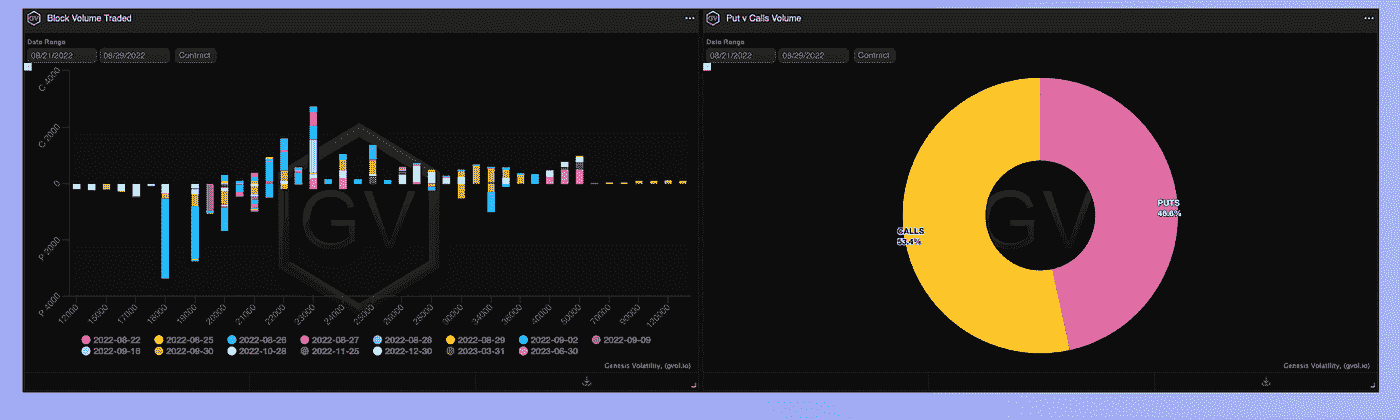 GV Block Volume Traded
Date Range
08/21/2022 08/29/2022 Contract
C 4000
C 2000
0
P 2000
P 4000
12000 15000 17000 18000 19000 20000 21000 22000 23000 24000 25000 28000 30000 34000 36000 40000 50000 70000 90000 120000
GV
2022-08-22 2022-08-25 2022-08-26 2022-08-27 2022-08-28 2022-08-29 2022-09-02 2022-09-09
2022-09-16 2022-09-30 2022-10-28 2022-11-25 2022-12-30 2023-03-31 2023-06-30
Genesis Volatility, (gvol.io)
GV Put v Calls Volume
Date Range
08/21/2022 08/29/2022 Contract
PUTS
46.6%
CALLS
53.4%
GV
Genesis Volatility, (gvol.io)